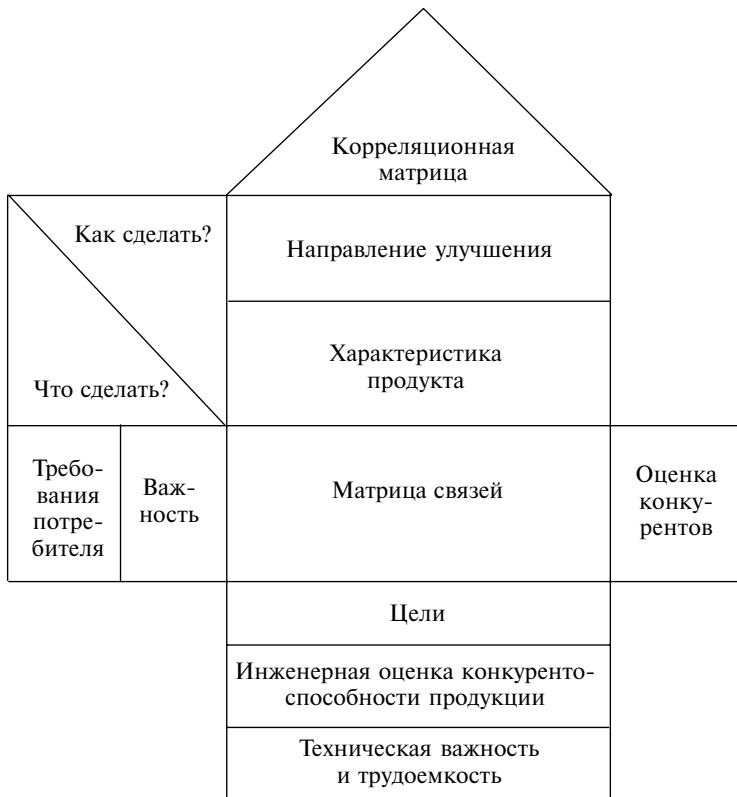 Корреляционная
матрица
Как сделать?
Направление улучшения
Характеристика
продукта
Что сделать?
Требо-
вания
потре-
бителя
Важ-
ность
Матрица связей
Оценка
конку-
рентов
Цели
Инженерная оценка конкуренто-
способности продукции
Техническая важность
и трудоемкость